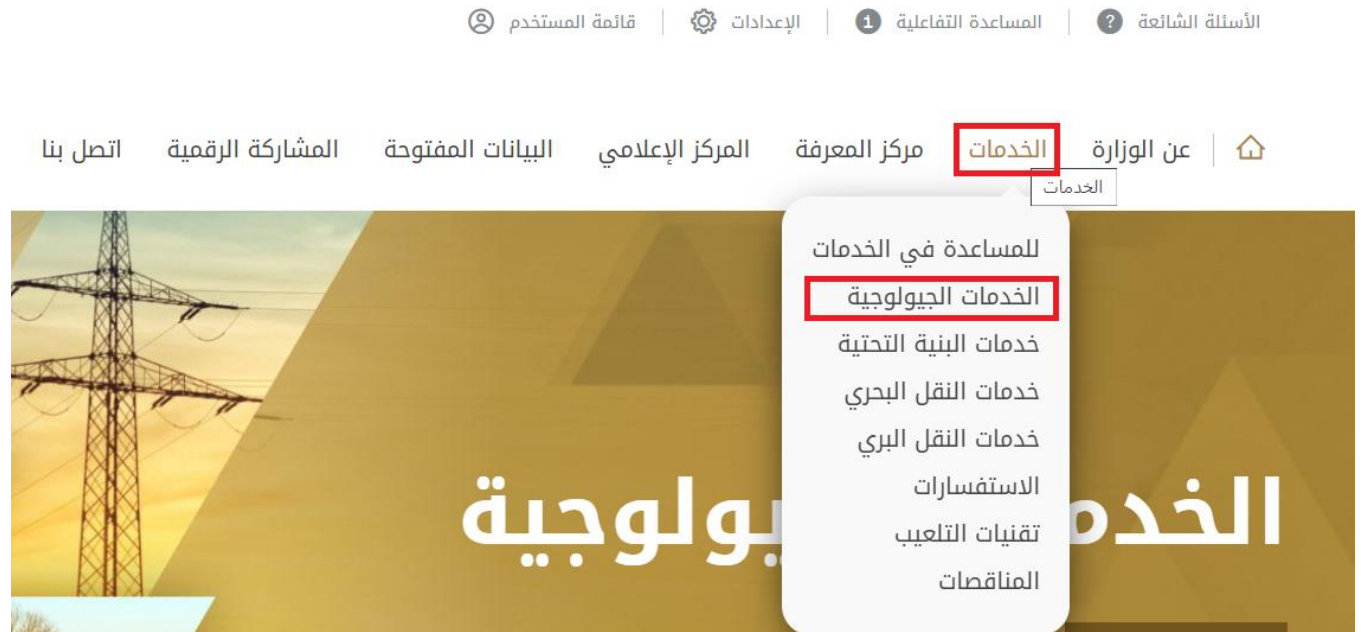 الأسئلة الشائعة ? المساعدة التفاعلية i الإعدادات قائمة المستخدم
عن الوزارة الخدمات مركز المعرفة المركز الإعلامي البيانات المفتوحة المشاركة الرقمية اتصل بنا
الخدمات
للمساعدة في الخدمات
الخدمات الجيولوجية
خدمات البنية التحتية
خدمات النقل البحري
خدمات النقل البري
الاستفسارات
تقنيات التلعيب
المناقصات
الخدم يولوجية